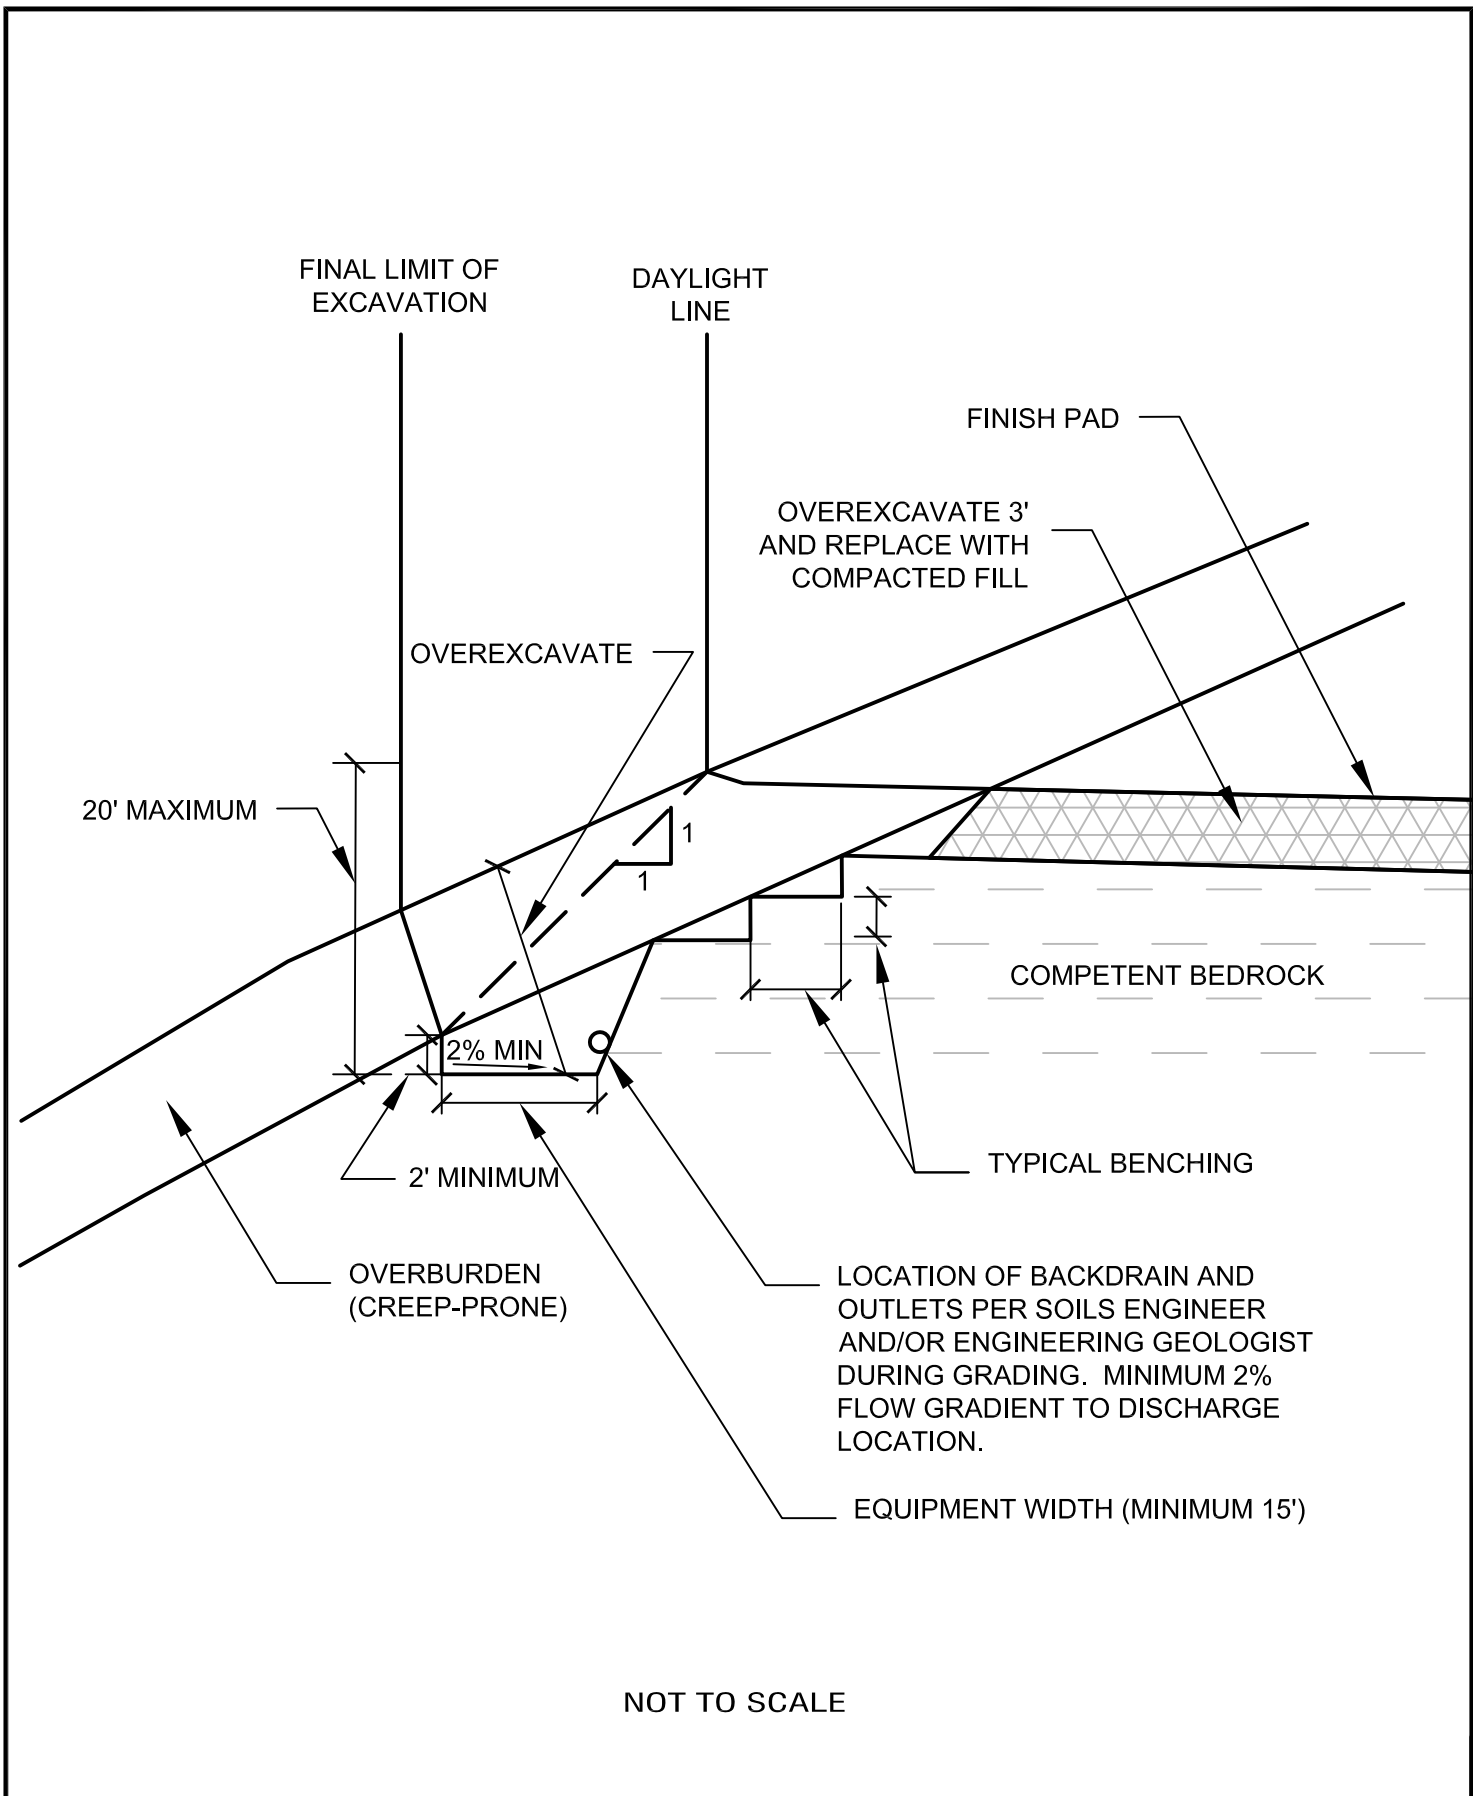 FINAL LIMIT OF
EXCAVATION
DAYLIGHT
LINE
FINISH PAD
OVEREXCAVATE 3'
AND REPLACE WITH
COMPACTED FILL
OVEREXCAVATE
20' MAXIMUM
1
1
COMPETENT BEDROCK
2% MIN
TYPICAL BENCHING
2' MINIMUM
OVERBURDEN
(CREEP-PRONE)
LOCATION OF BACKDRAIN AND
OUTLETS PER SOILS ENGINEER
AND/OR ENGINEERING GEOLOGIST
DURING GRADING.  MINIMUM 2%
FLOW GRADIENT TO DISCHARGE
LOCATION.
EQUIPMENT WIDTH (MINIMUM 15')
NOT TO SCALE